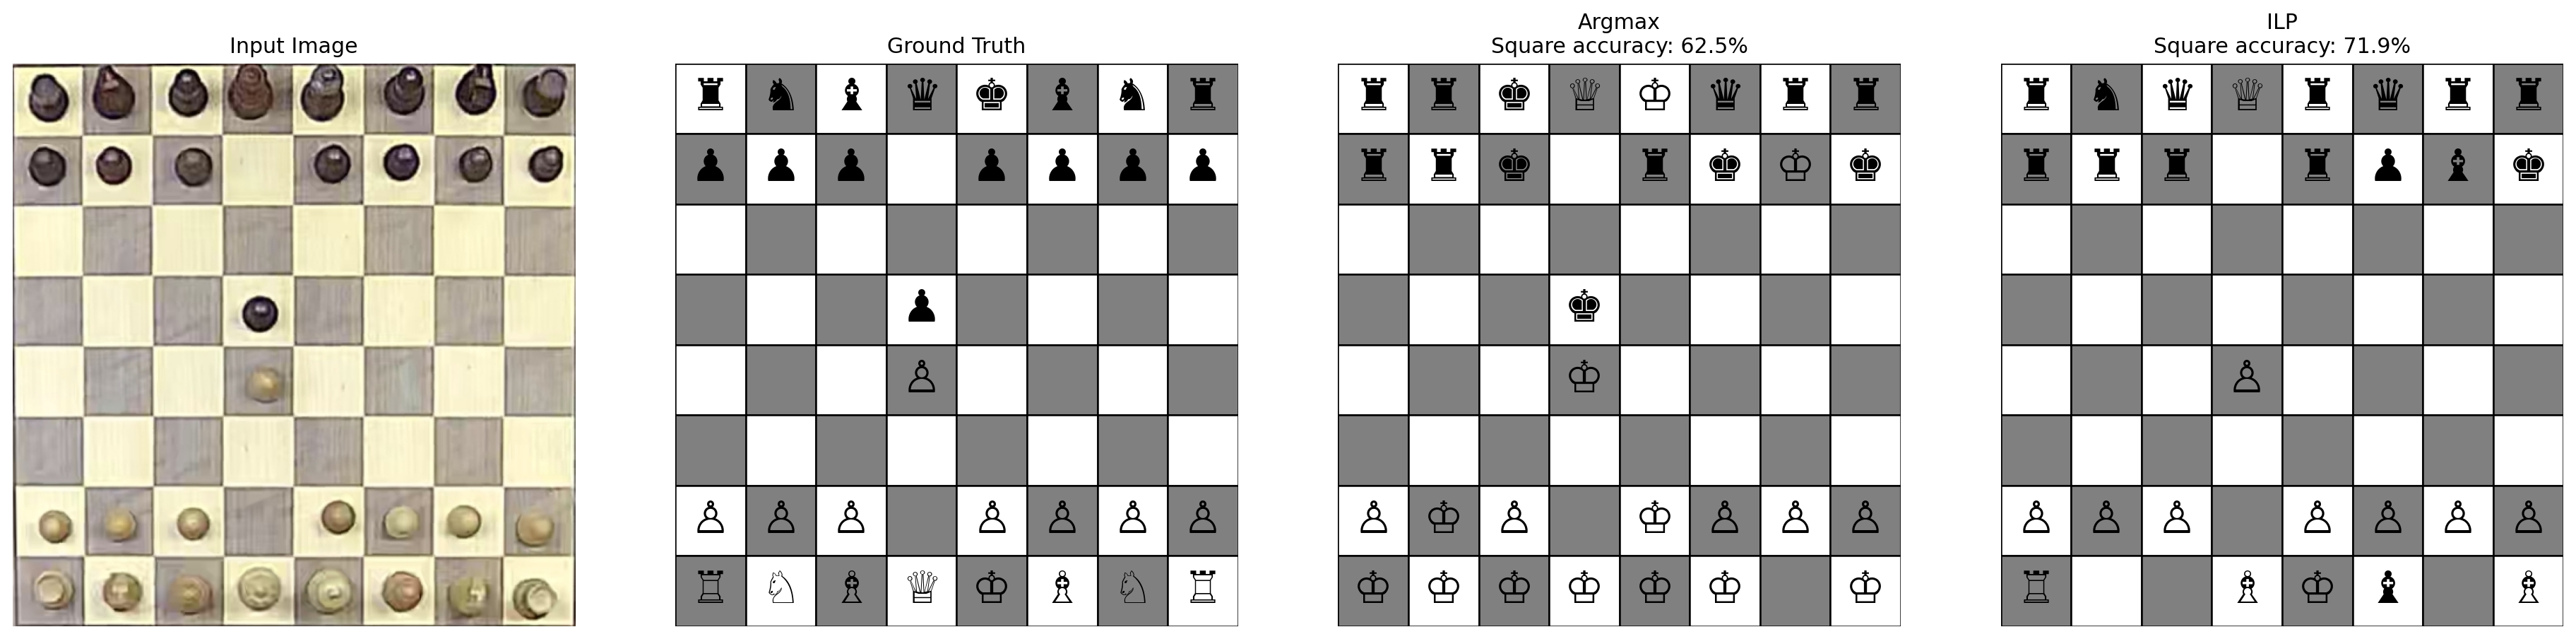 Input Image
Ground Truth
Argmax
Square accuracy: 62.5%
ILP
Square accuracy: 71.9%